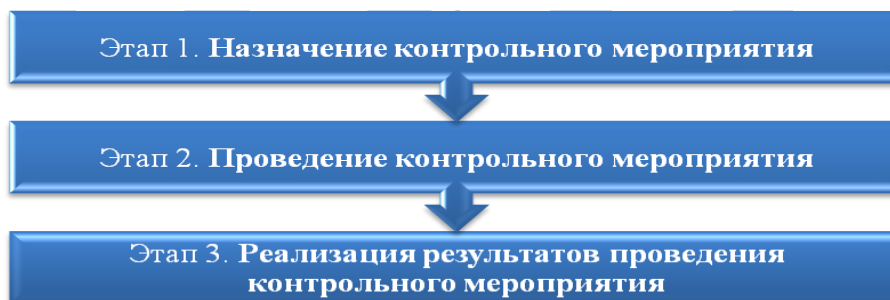 Этап 1. Назначение контрольного мероприятия
Этап 2. Проведение контрольного мероприятия
Этап 3. Реализация результатов проведения
контрольного мероприятия